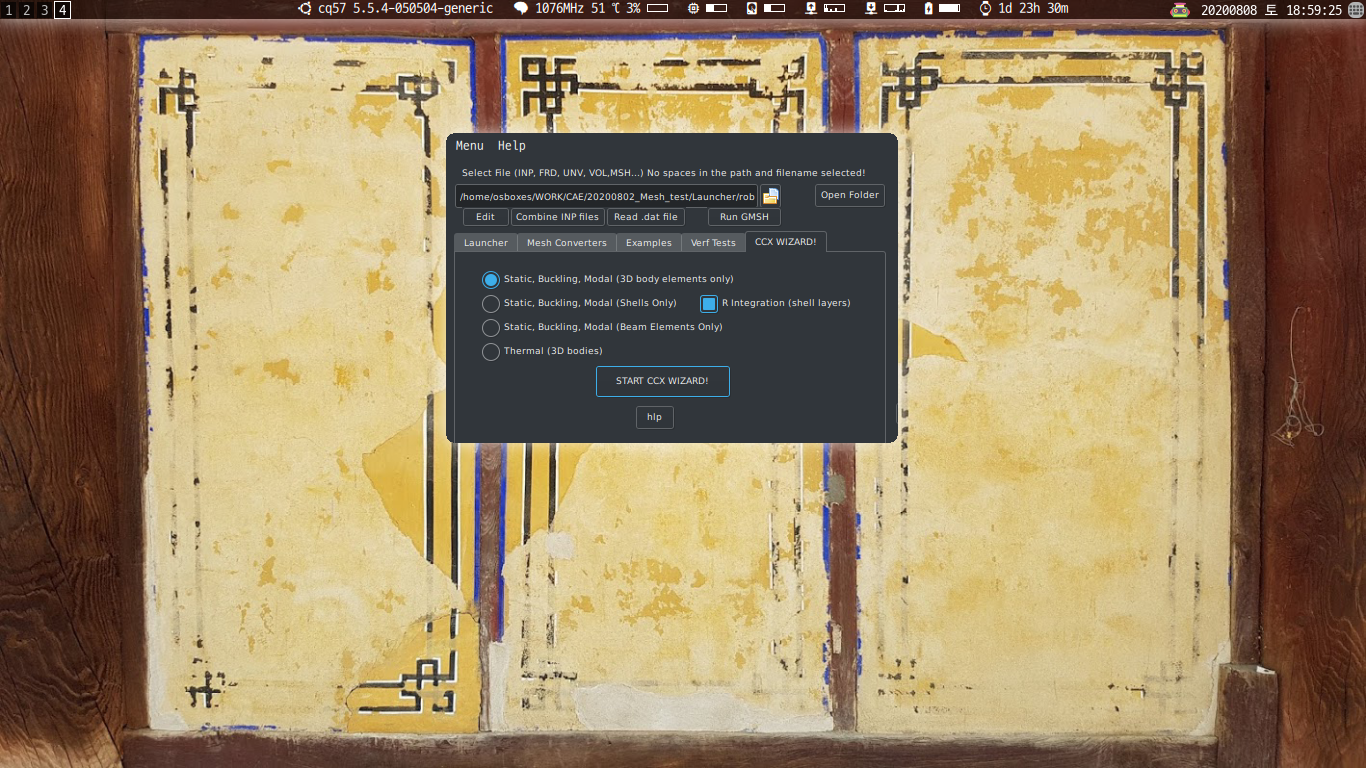 1 2 3 4 cq57 5.5.4-050504-generic 1076MHz 51 ℃ 3% 1d 23h 30m 20200808 토 18:59:25
Menu Help
Select File (INP, FRD, UNV, VOL,MSH...) No spaces in the path and filename selected!
/home/osboxes/WORK/CAE/20200802_Mesh_test/Launcher/rob Open Folder
Edit Combine INP files Read .dat file Run GMSH
Launcher Mesh Converters Examples Verf Tests CCX WIZARD!
Static, Buckling, Modal (3D body elements only)
Static, Buckling, Modal (Shells Only) R Integration (shell layers)
Static, Buckling, Modal (Beam Elements Only)
Thermal (3D bodies)
START CCX WIZARD!
hlp